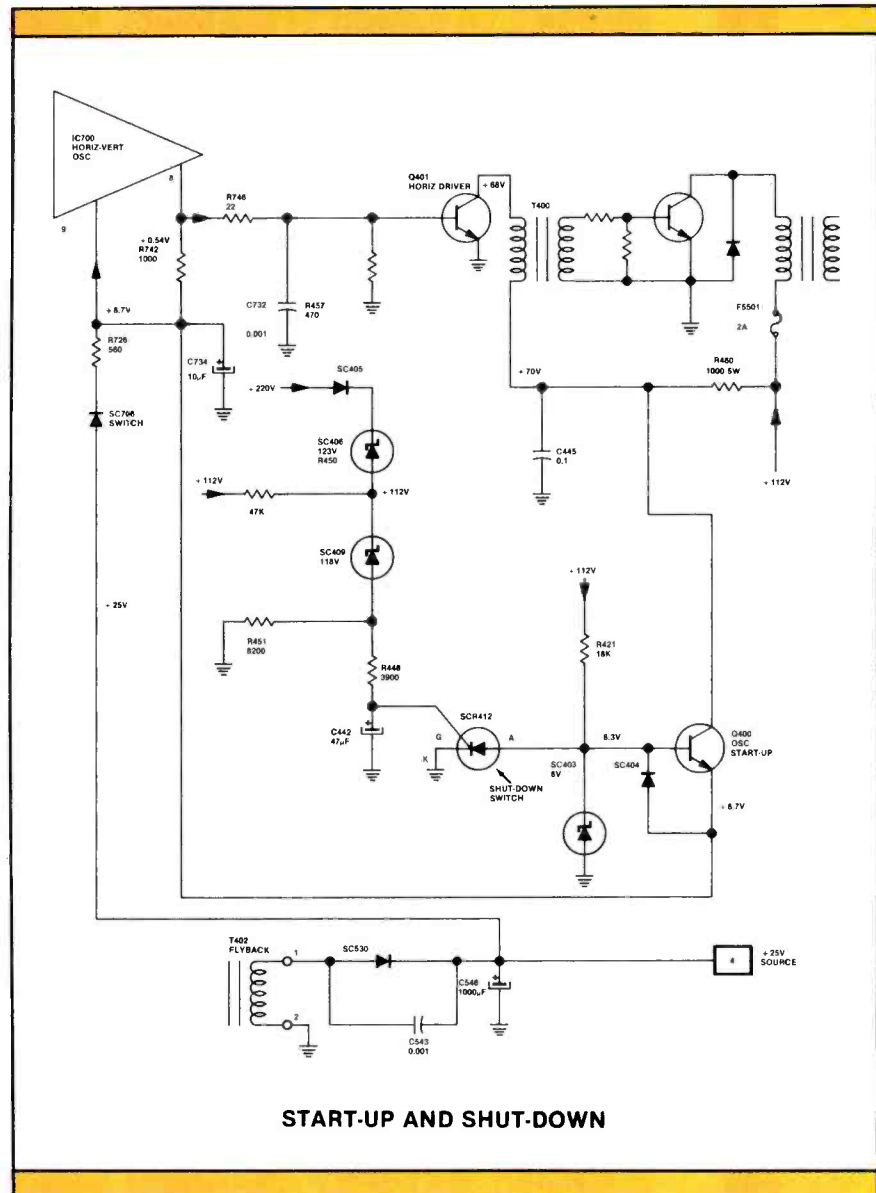 IC700
HORIZ-VERT
OSC
8
9
R746
22
Q401
HORIZ DRIVER
+ 68V
T400
+ 0.54V
R742
1000
C732
0.001
R457
470
F5501
2A
+ 8.7V
R726
560
C734
10µF
SC405
+ 220V
+ 70V
R460
1000 5W
SC706
SWITCH
SC406
123V
R450
C445
0.1
+ 112V
+ 112V
+ 112V
47K
SC409
118V
+ 112V
+ 25V
R451
8200
R421
18K
R448
3900
C442
47µF
SCR412
G
A
K
8.3V
SC403
8V
SC404
Q400
OSC
START-UP
SHUT-DOWN
SWITCH
+ 8.7V
T402
FLYBACK
1
SC530
4
+ 25V
SOURCE
C546
1000µF
2
C543
0.001
START-UP AND SHUT-DOWN